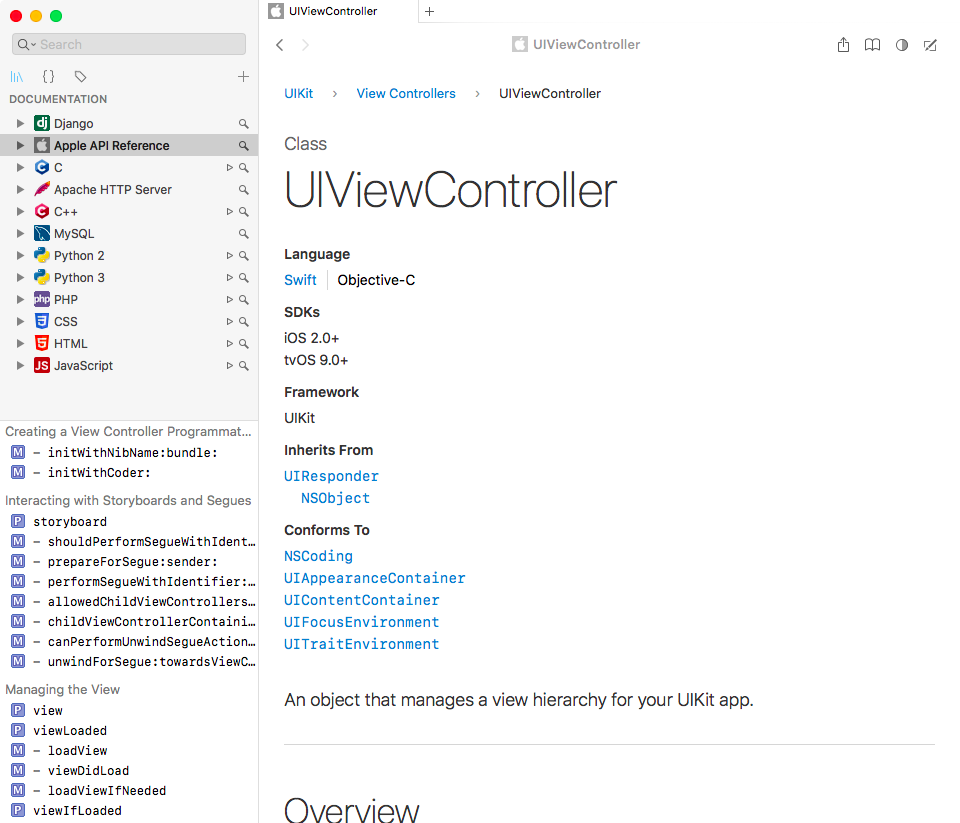 UIViewController
Search
UIViewController
DOCUMENTATION
Django
Apple API Reference
C
Apache HTTP Server
C++
MySQL
Python 2
Python 3
php PHP
CSS
HTML
JS JavaScript
Creating a View Controller Programmat...
M – initWithNibName:bundle:
M – initWithCoder:
Interacting with Storyboards and Segues
P storyboard
M – shouldPerformSegueWithIdent...
M – prepareForSegue:sender:
M – performSegueWithIdentifier:...
M – allowedChildViewControllers...
M – childViewControllerContaini...
M – canPerformUnwindSegueAction...
M – unwindForSegue:towardsViewC...
Managing the View
P view
P viewLoaded
M – loadView
M – viewDidLoad
M – loadViewIfNeeded
P viewIfLoaded
UIKit › View Controllers › UIViewController
Class
UIViewController
Language
Swift | Objective-C
SDKs
iOS 2.0+
tvOS 9.0+
Framework
UIKit
Inherits From
UIResponder
NSObject
Conforms To
NSCoding
UIAppearanceContainer
UIContentContainer
UIFocusEnvironment
UITraitEnvironment
An object that manages a view hierarchy for your UIKit app.
Overview